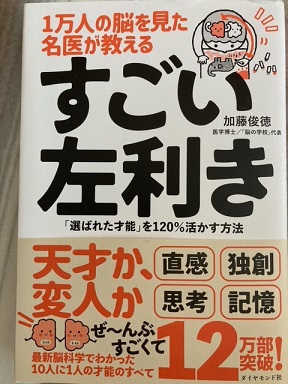 1万人の脳を見た
名医が教える
すごい
左利き
加藤俊徳
医学博士／「脳の学校」代表
「選ばれた才能」を120%活かす方法
天才か、
変人か
直感
独創
思考
記憶
ぜ〜んぶ
すごくて
最新脳科学でわかった
10人に1人の才能のすべて
12万部突破!
ダイヤモンド社